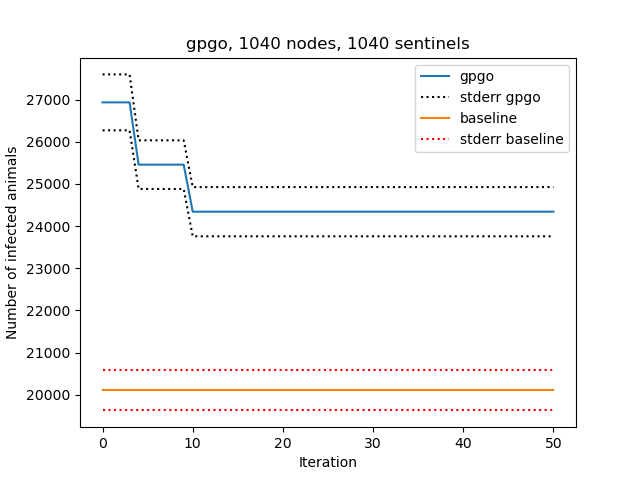 gpgo, 1040 nodes, 1040 sentinels
gpgo
stderr gpgo
baseline
stderr baseline
Number of infected animals
27000
26000
25000
24000
23000
22000
21000
20000
0 10 20 30 40 50
Iteration